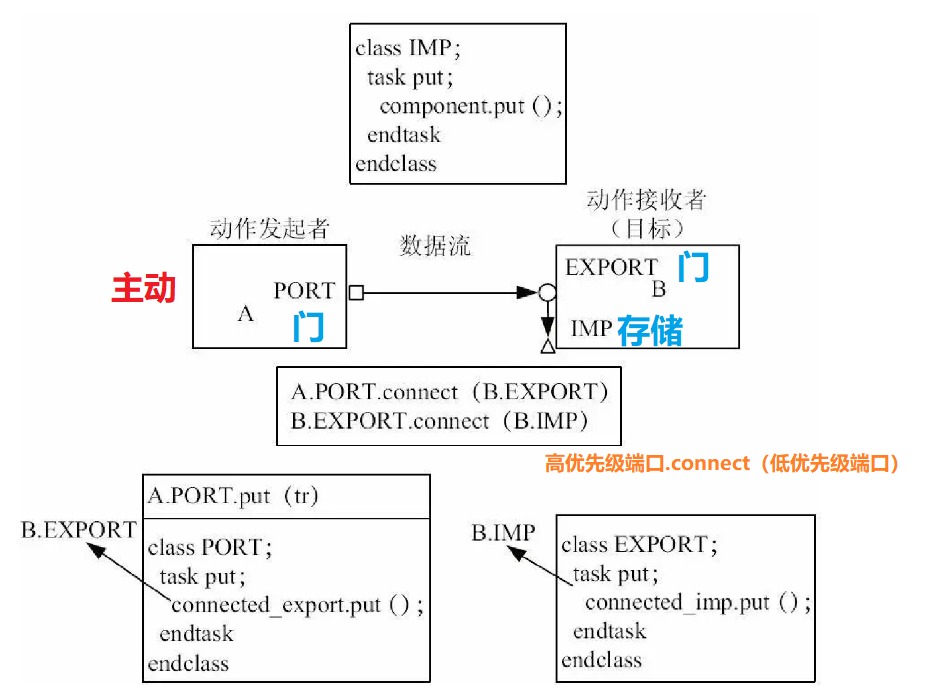 class IMP;
task put;
component.put ();
endtask
endclass
动作发起者
数据流
动作接收者
（目标）
主动
PORT
A
门
EXPORT
门
B
IMP
存储
A.PORT.connect（B.EXPORT）
B.EXPORT.connect（B.IMP）
高优先级端口.connect（低优先级端口）
A.PORT.put（tr）
B.EXPORT
class PORT;
task put;
connected_export.put ();
endtask
endclass
B.IMP
class EXPORT;
task put;
connected_imp.put ();
endtask
endclass